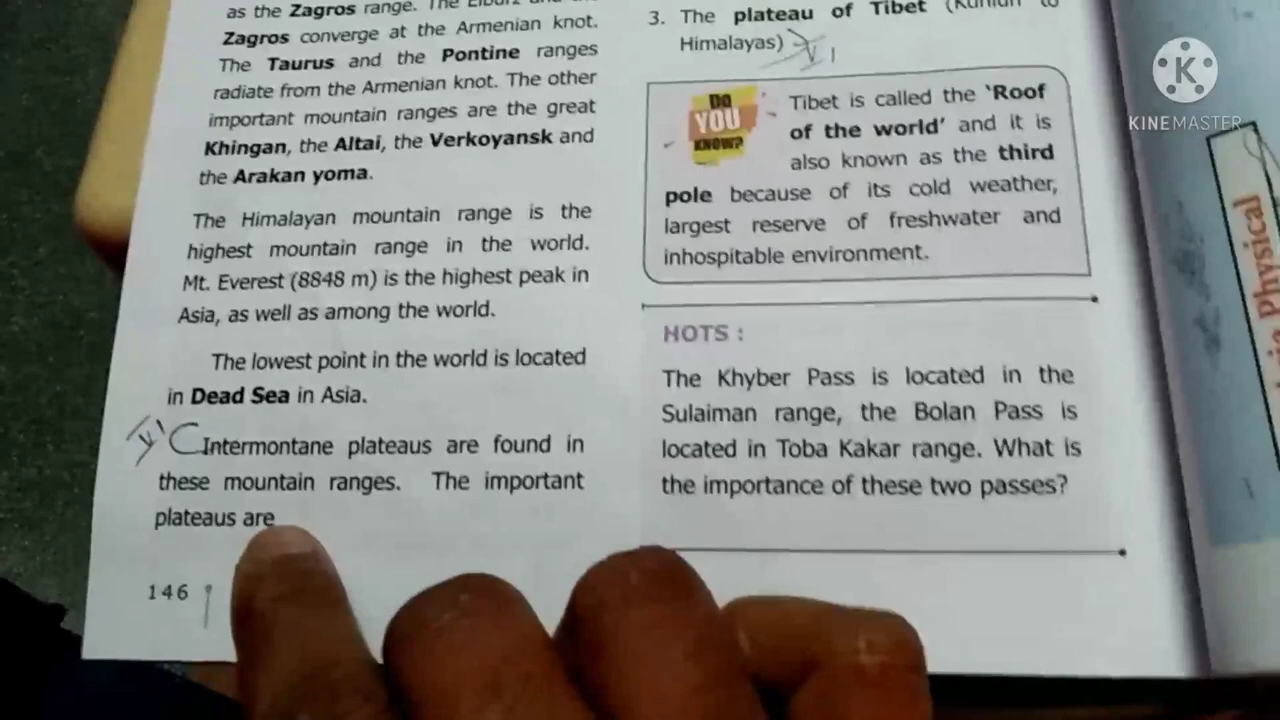 as the Zagros range. The Elburz and the
Zagros converge at the Armenian knot.
The Taurus and the Pontine ranges
radiate from the Armenian knot. The other
important mountain ranges are the great
Khingan, the Altai, the Verkoyansk and
the Arakan yoma.
The Himalayan mountain range is the
highest mountain range in the world.
Mt. Everest (8848 m) is the highest peak in
Asia, as well as among the world.
The lowest point in the world is located
in Dead Sea in Asia.
Intermontane plateaus are found in
these mountain ranges. The important
plateaus are
146
3. The plateau of Tibet (Kunlun to
Himalayas)
DO
YOU
KNOW?
Tibet is called the 'Roof
of the world' and it is
also known as the third
pole because of its cold weather,
largest reserve of freshwater and
inhospitable environment.
HOTS :
The Khyber Pass is located in the
Sulaiman range, the Bolan Pass is
located in Toba Kakar range. What is
the importance of these two passes?
KINEMASTER
Physical